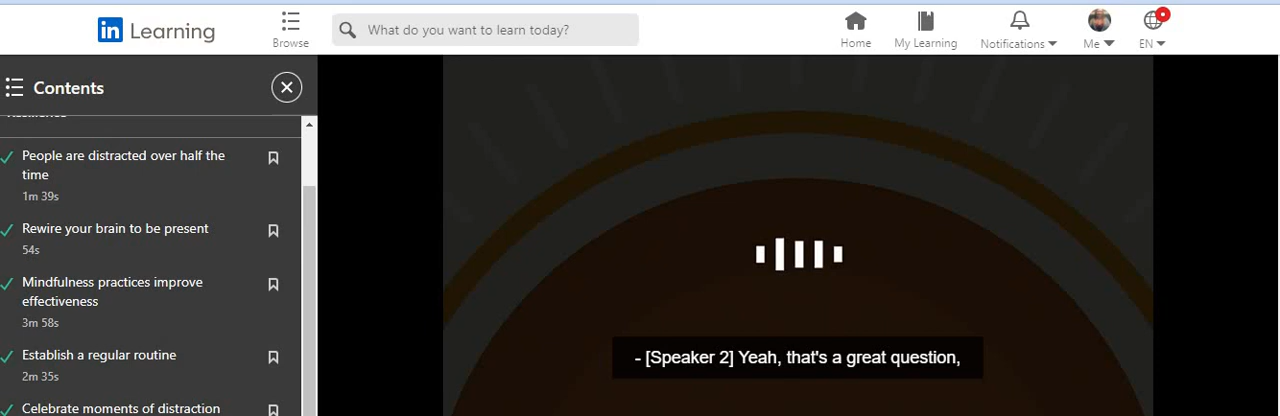 in Learning
Browse
What do you want to learn today?
Home
My Learning
Notifications
Me
EN
Contents
Resilience
People are distracted over half the
time
1m 39s
Rewire your brain to be present
54s
Mindfulness practices improve
effectiveness
3m 58s
Establish a regular routine
2m 35s
Celebrate moments of distraction
- [Speaker 2] Yeah, that's a great question,